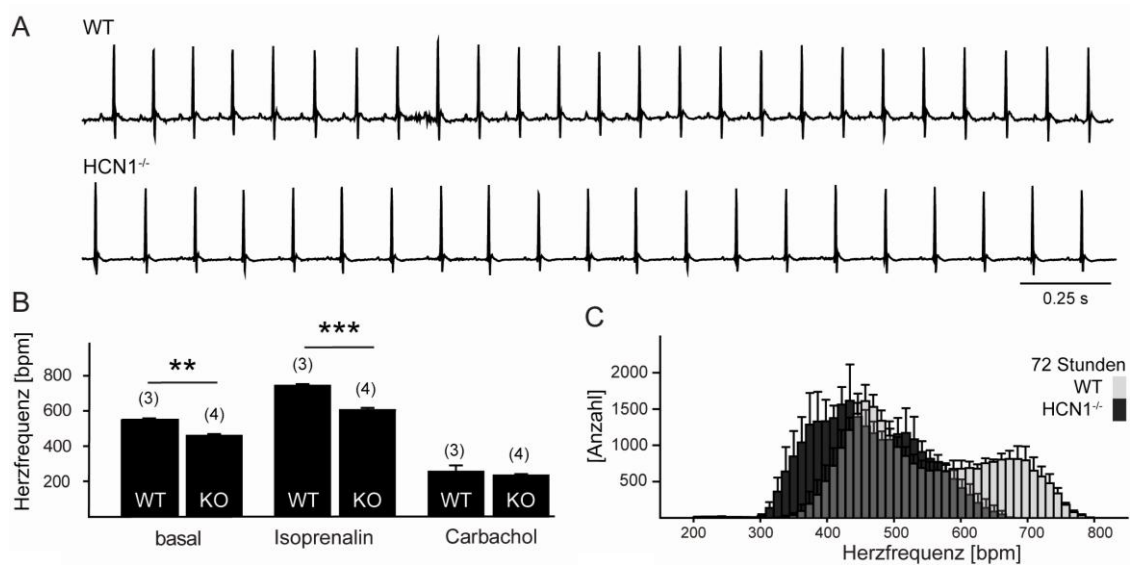 A
WT
HCN1-/-
0.25 s
B
Herzfrequenz [bpm]
800
600
400
200
**
***
(3)
(4)
(3)
(4)
(3)
(4)
WT
KO
WT
KO
WT
KO
basal
Isoprenalin
Carbachol
C
[Anzahl]
2000
1500
1000
500
72 Stunden
WT
HCN1-/-
200 300 400 500 600 700 800
Herzfrequenz [bpm]